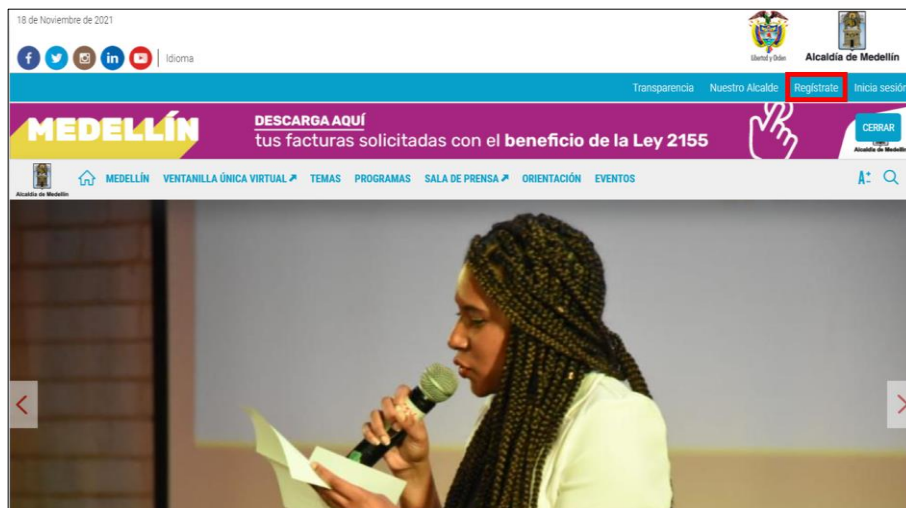 18 de Noviembre de 2021
Idioma
Libertad y Orden
Alcaldía de Medellín
Transparencia Nuestro Alcalde Regístrate Inicia sesión
MEDELLÍN
DESCARGA AQUÍ
tus facturas solicitadas con el beneficio de la Ley 2155
CERRAR
Alcaldía de Medellín
Alcaldía de Medellín
MEDELLÍN VENTANILLA ÚNICA VIRTUAL TEMAS PROGRAMAS SALA DE PRENSA ORIENTACIÓN EVENTOS